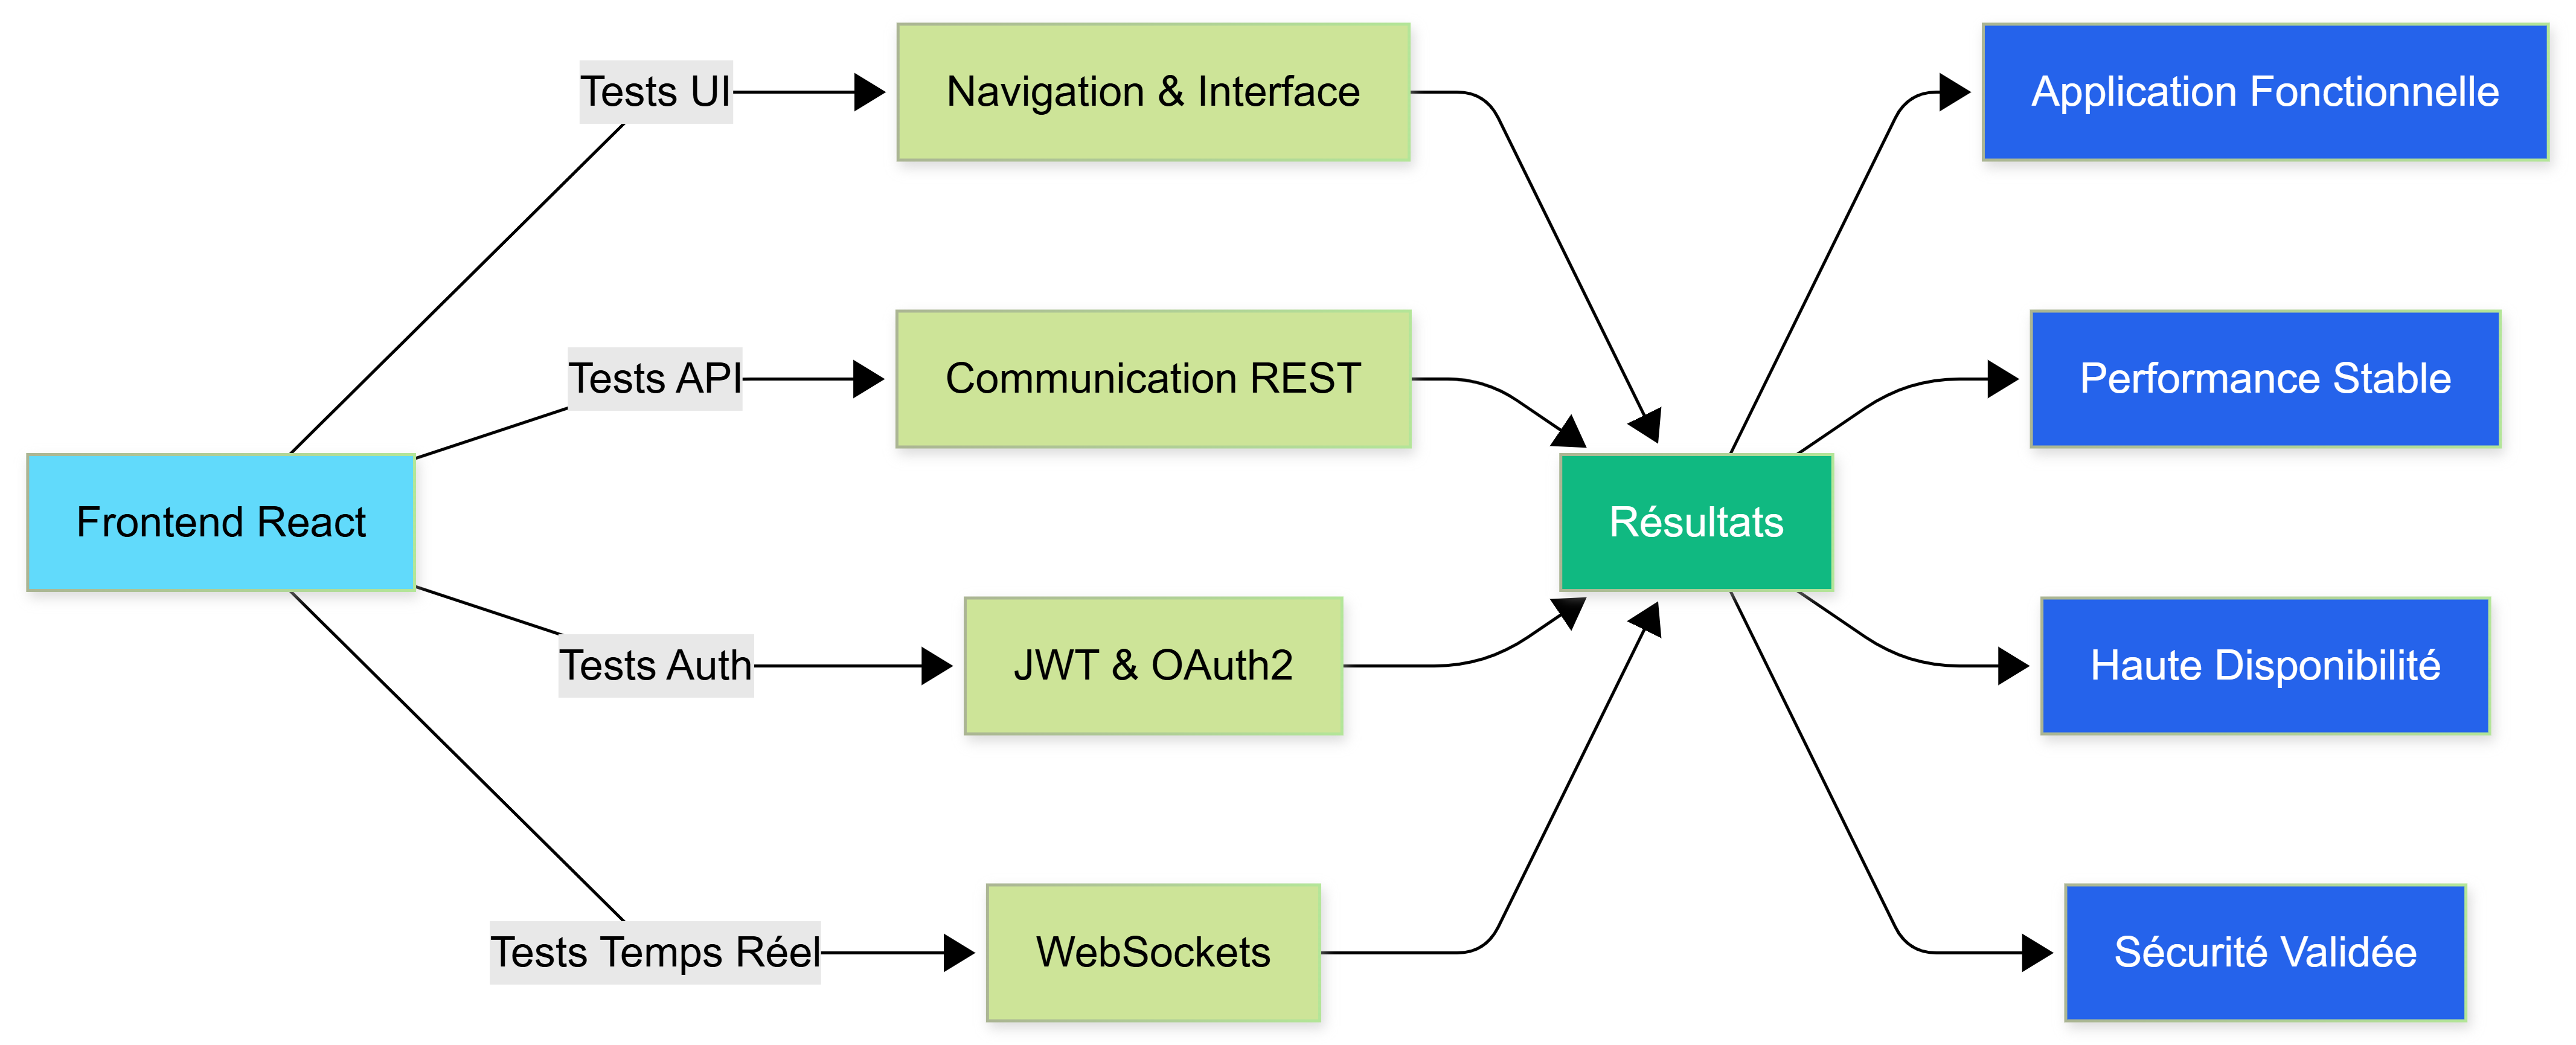 Frontend React
Tests UI
Tests API
Tests Auth
Tests Temps Réel
Navigation & Interface
Communication REST
JWT & OAuth2
WebSockets
Résultats
Application Fonctionnelle
Performance Stable
Haute Disponibilité
Sécurité Validée